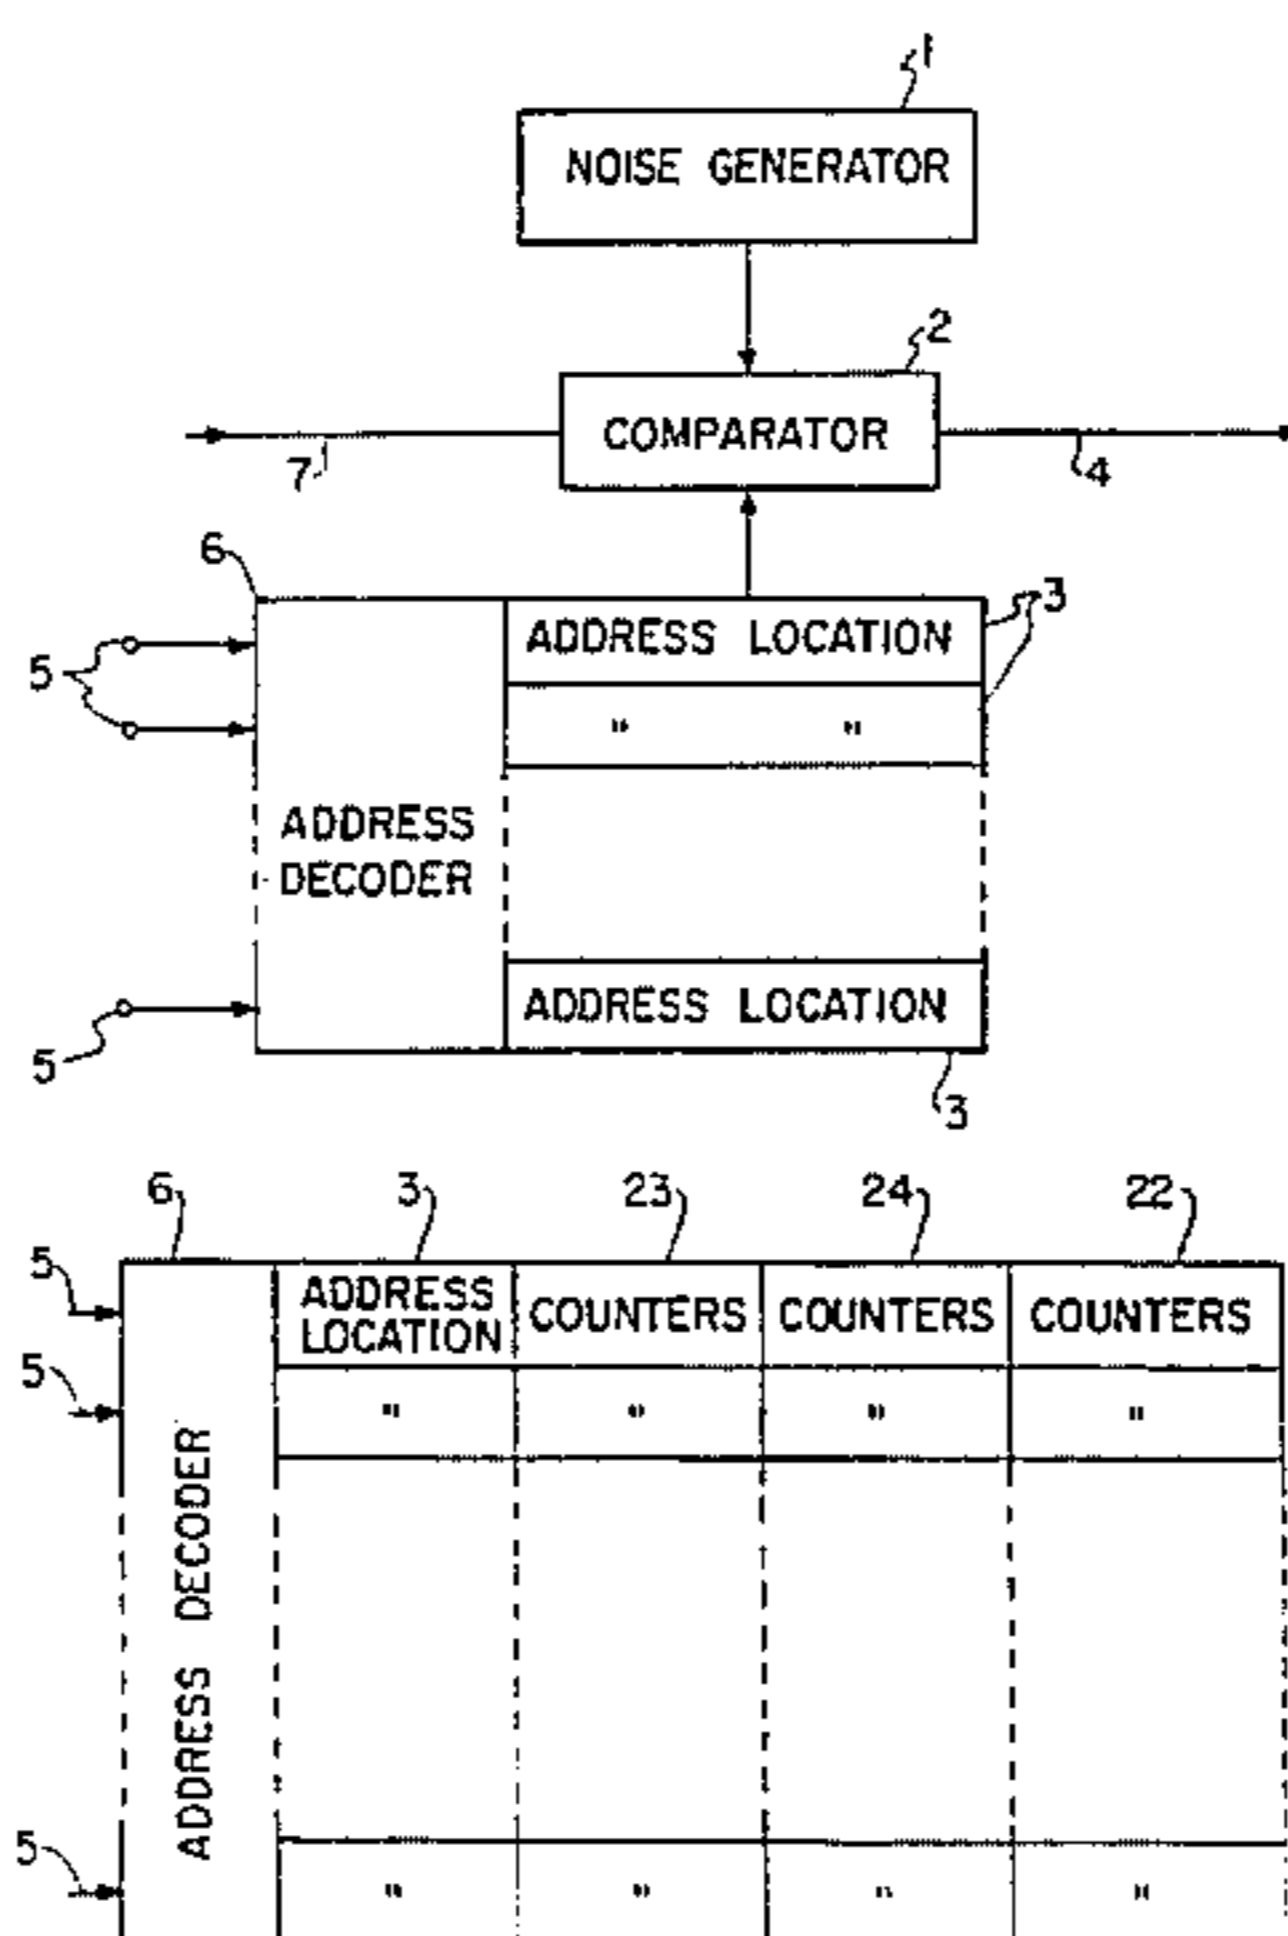 1
NOISE GENERATOR
2
COMPARATOR
7
4
6
3
ADDRESS LOCATION
5
" "
ADDRESS
DECODER
ADDRESS LOCATION
5
3
6 3 23 24 22
5
ADDRESS
LOCATION
COUNTERS COUNTERS COUNTERS
5
" " " "
ADDRESS DECODER
5
" " " "